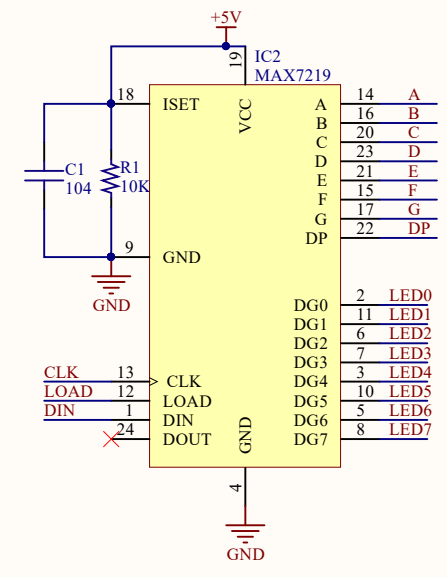 +5V
19
IC2
MAX7219
VCC
18 ISET
C1
104
R1
10K
9 GND
GND
A 14 A
B 16 B
C 20 C
D 23 D
E 21 E
F 15 F
G 17 G
DP 22 DP
DG0 2 LED0
DG1 11 LED1
DG2 6 LED2
DG3 7 LED3
DG4 3 LED4
DG5 10 LED5
DG6 5 LED6
DG7 8 LED7
CLK 13 CLK
LOAD 12 LOAD
DIN 1 DIN
24 DOUT
GND
4
GND